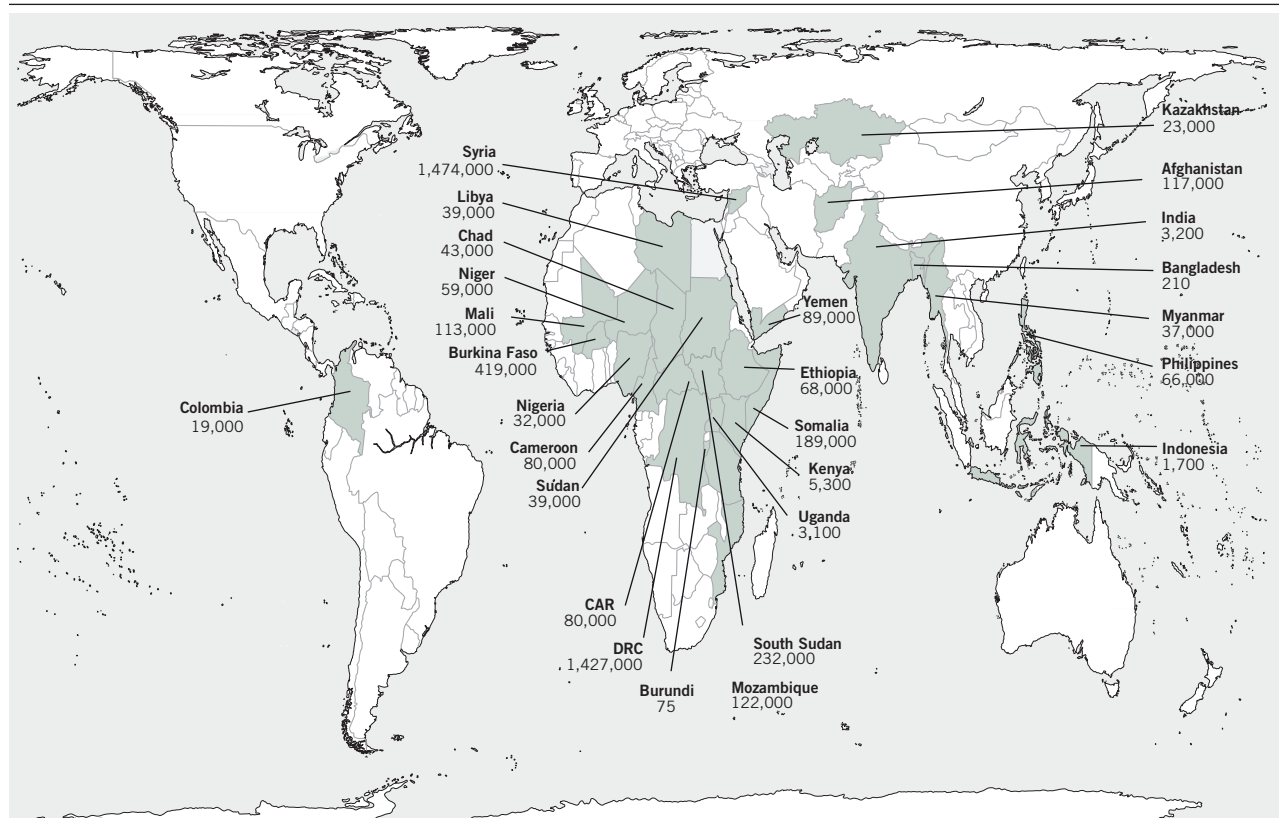 Kazakhstan
23,000
Syria
1,474,000
Afghanistan
117,000
Libya
39,000
India
3,200
Chad
43,000
Bangladesh
210
Niger
59,000
Yemen
89,000
Mali
113,000
Myanmar
37,000
Burkina Faso
419,000
Philippines
66,000
Ethiopia
68,000
Colombia
19,000
Nigeria
32,000
Somalia
189,000
Cameroon
80,000
Indonesia
1,700
Kenya
5,300
Sudan
39,000
Uganda
3,100
CAR
80,000
South Sudan
232,000
DRC
1,427,000
Burundi
75
Mozambique
122,000